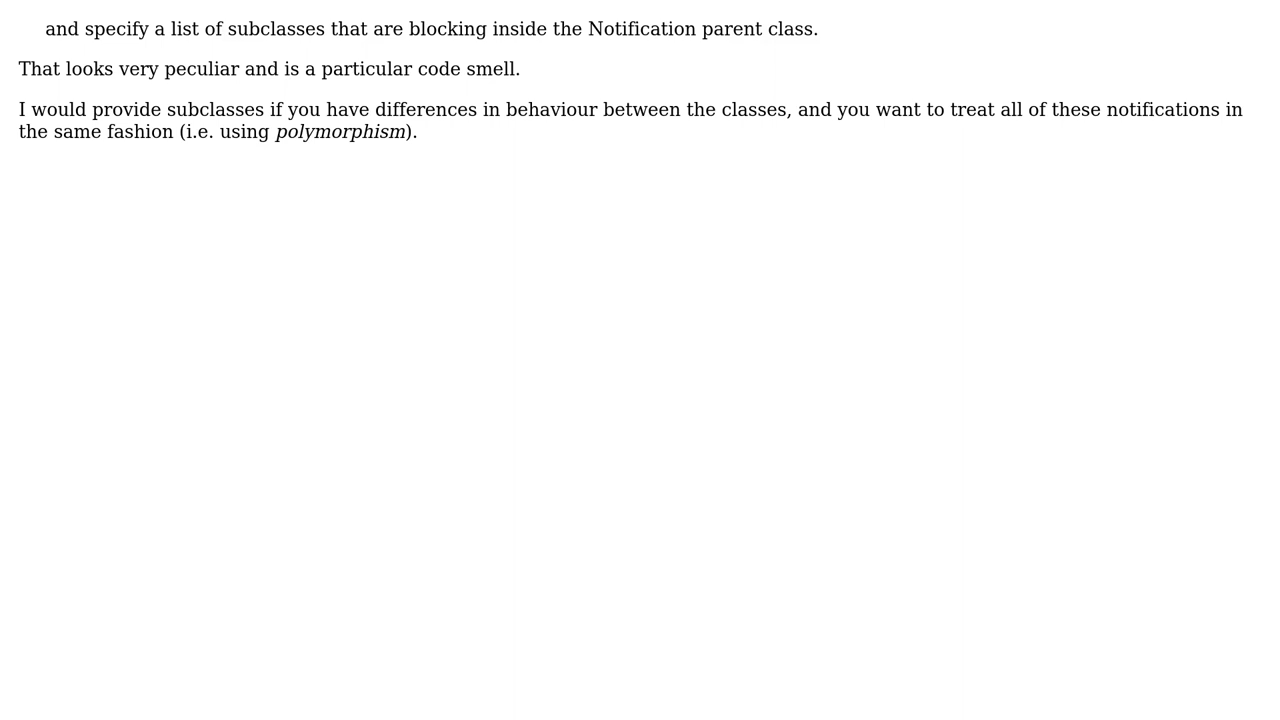 and specify a list of subclasses that are blocking inside the Notification parent class.
That looks very peculiar and is a particular code smell.
I would provide subclasses if you have differences in behaviour between the classes, and you want to treat all of these notifications in
the same fashion (i.e. using polymorphism).